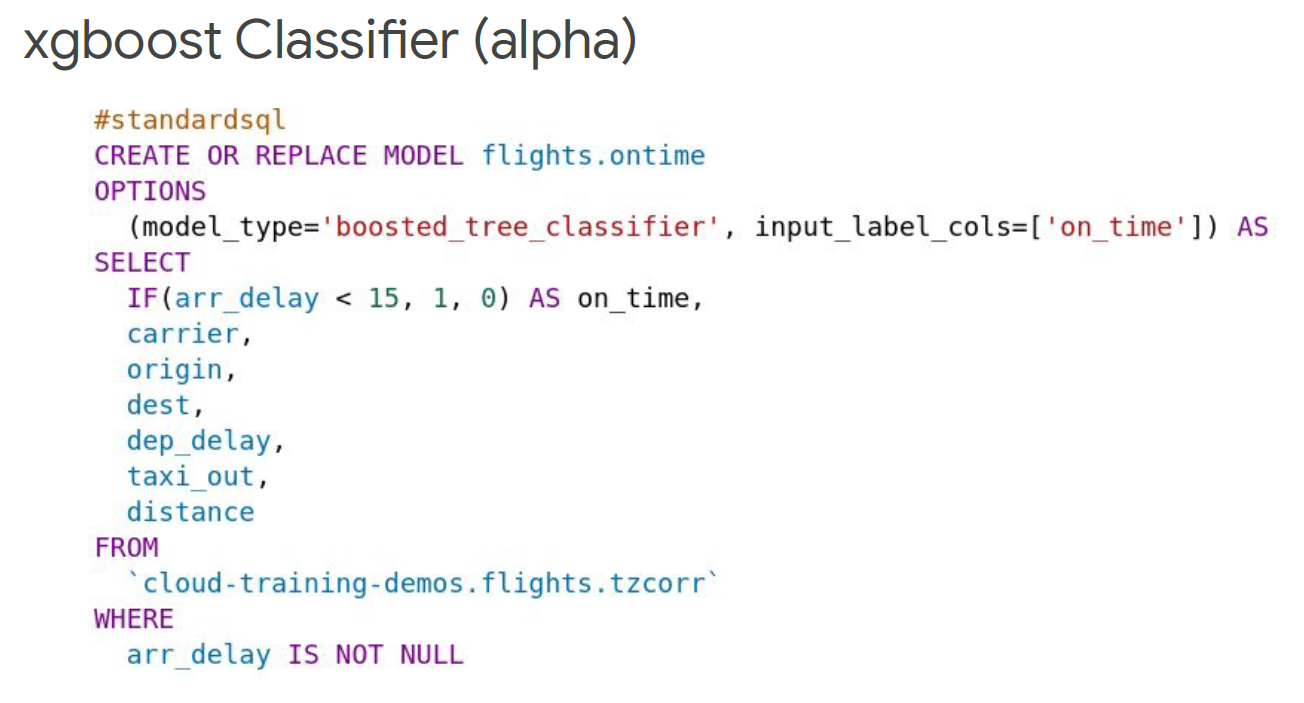 xgboost Classifier (alpha)
#standardsql
CREATE OR REPLACE MODEL flights.ontime
OPTIONS
(model_type='boosted_tree_classifier', input_label_cols=['on_time']) AS
SELECT
IF(arr_delay < 15, 1, 0) AS on_time,
carrier,
origin,
dest,
dep_delay,
taxi_out,
distance
FROM
`cloud-training-demos.flights.tzcorr`
WHERE
arr_delay IS NOT NULL